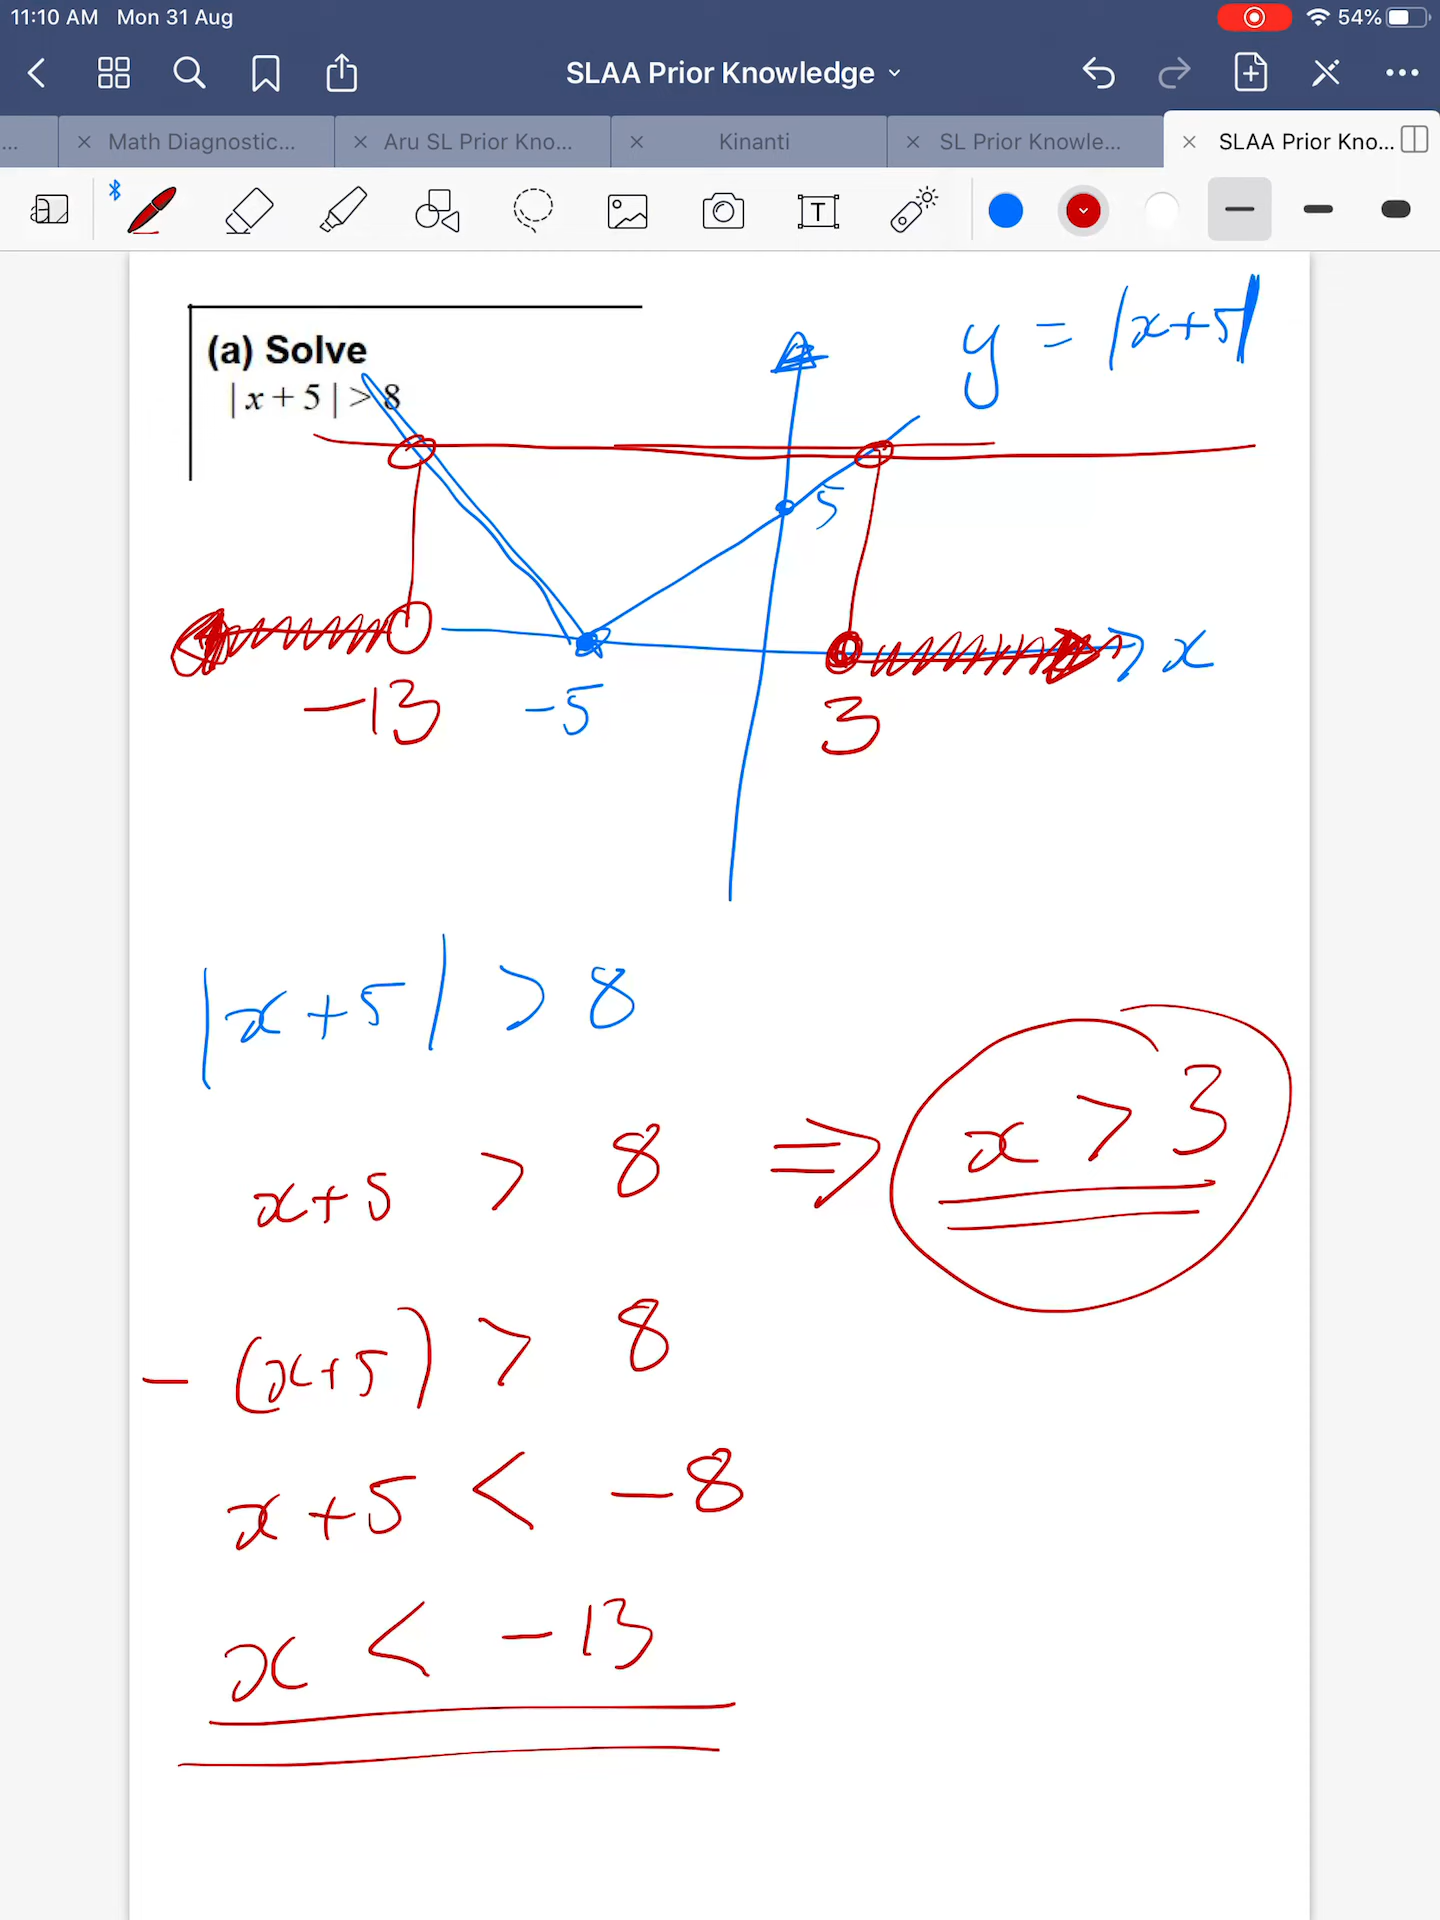 11:10 AM Mon 31 Aug
54%
SLAA Prior Knowledge
...
Math Diagnostic...
Aru SL Prior Kno...
Kinanti
SL Prior Knowle...
SLAA Prior Kno...
(a) Solve
|x + 5| > 8
y = |x+5|
5
-13
-5
3
x
|x+5| > 8
x+5 > 8 ⇒ x > 3
-(x+5) > 8
x+5 < -8
x < -13